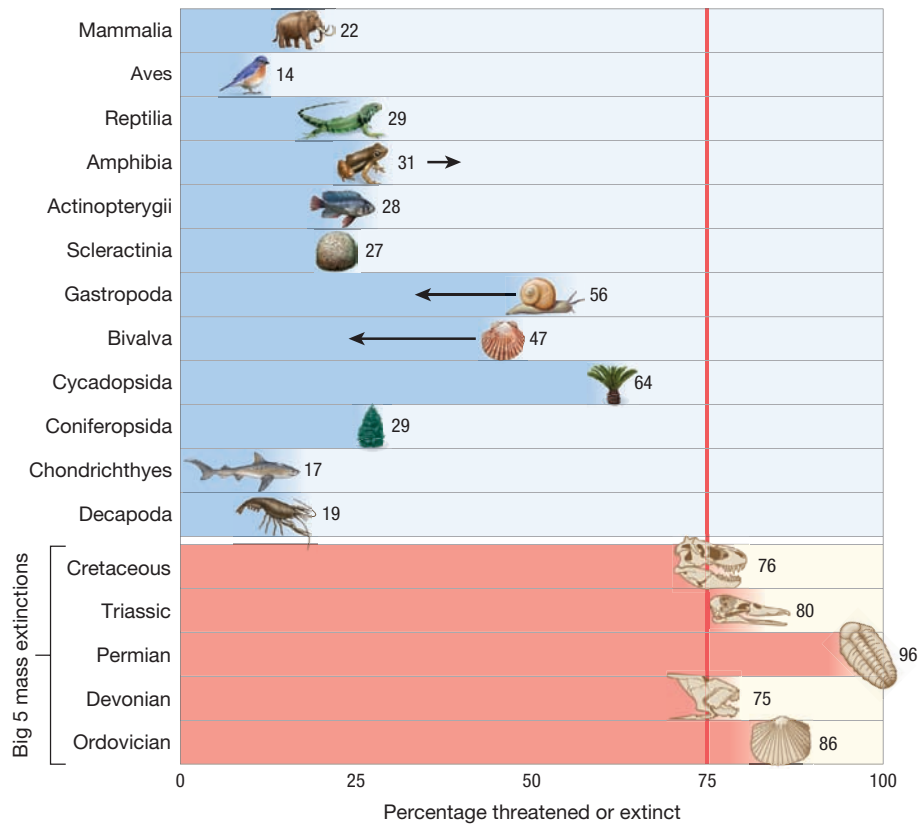 Mammalia 22
Aves 14
Reptilia 29
Amphibia 31
Actinopterygii 28
Scleractinia 27
Gastropoda 56
Bivalva 47
Cycadopsida 64
Coniferopsida 29
Chondrichthyes 17
Decapoda 19
Big 5 mass extinctions
Cretaceous 76
Triassic 80
Permian 96
Devonian 75
Ordovician 86
0 25 50 75 100
Percentage threatened or extinct